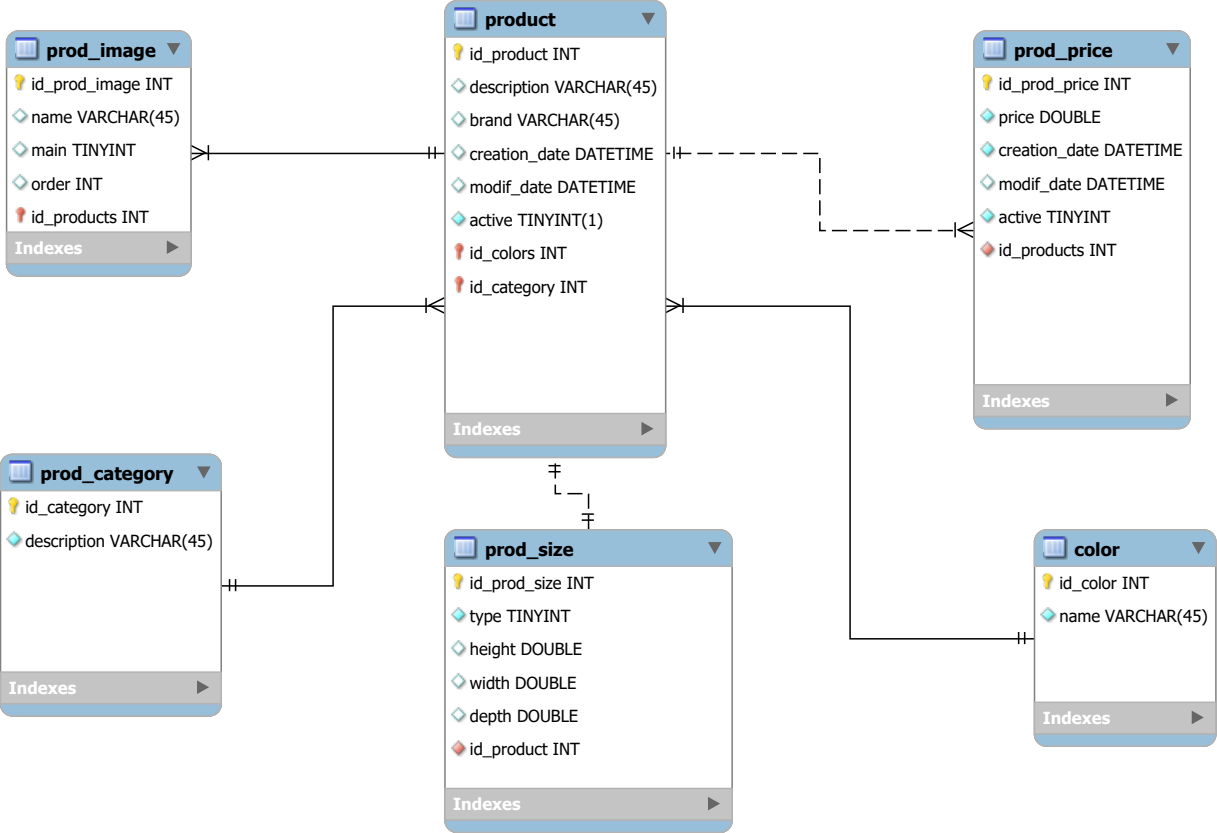 prod_image
id_prod_image INT
name VARCHAR(45)
main TINYINT
order INT
id_products INT
Indexes
product
id_product INT
description VARCHAR(45)
brand VARCHAR(45)
creation_date DATETIME
modif_date DATETIME
active TINYINT(1)
id_colors INT
id_category INT
Indexes
prod_price
id_prod_price INT
price DOUBLE
creation_date DATETIME
modif_date DATETIME
active TINYINT
id_products INT
Indexes
prod_category
id_category INT
description VARCHAR(45)
Indexes
prod_size
id_prod_size INT
type TINYINT
height DOUBLE
width DOUBLE
depth DOUBLE
id_product INT
Indexes
color
id_color INT
name VARCHAR(45)
Indexes